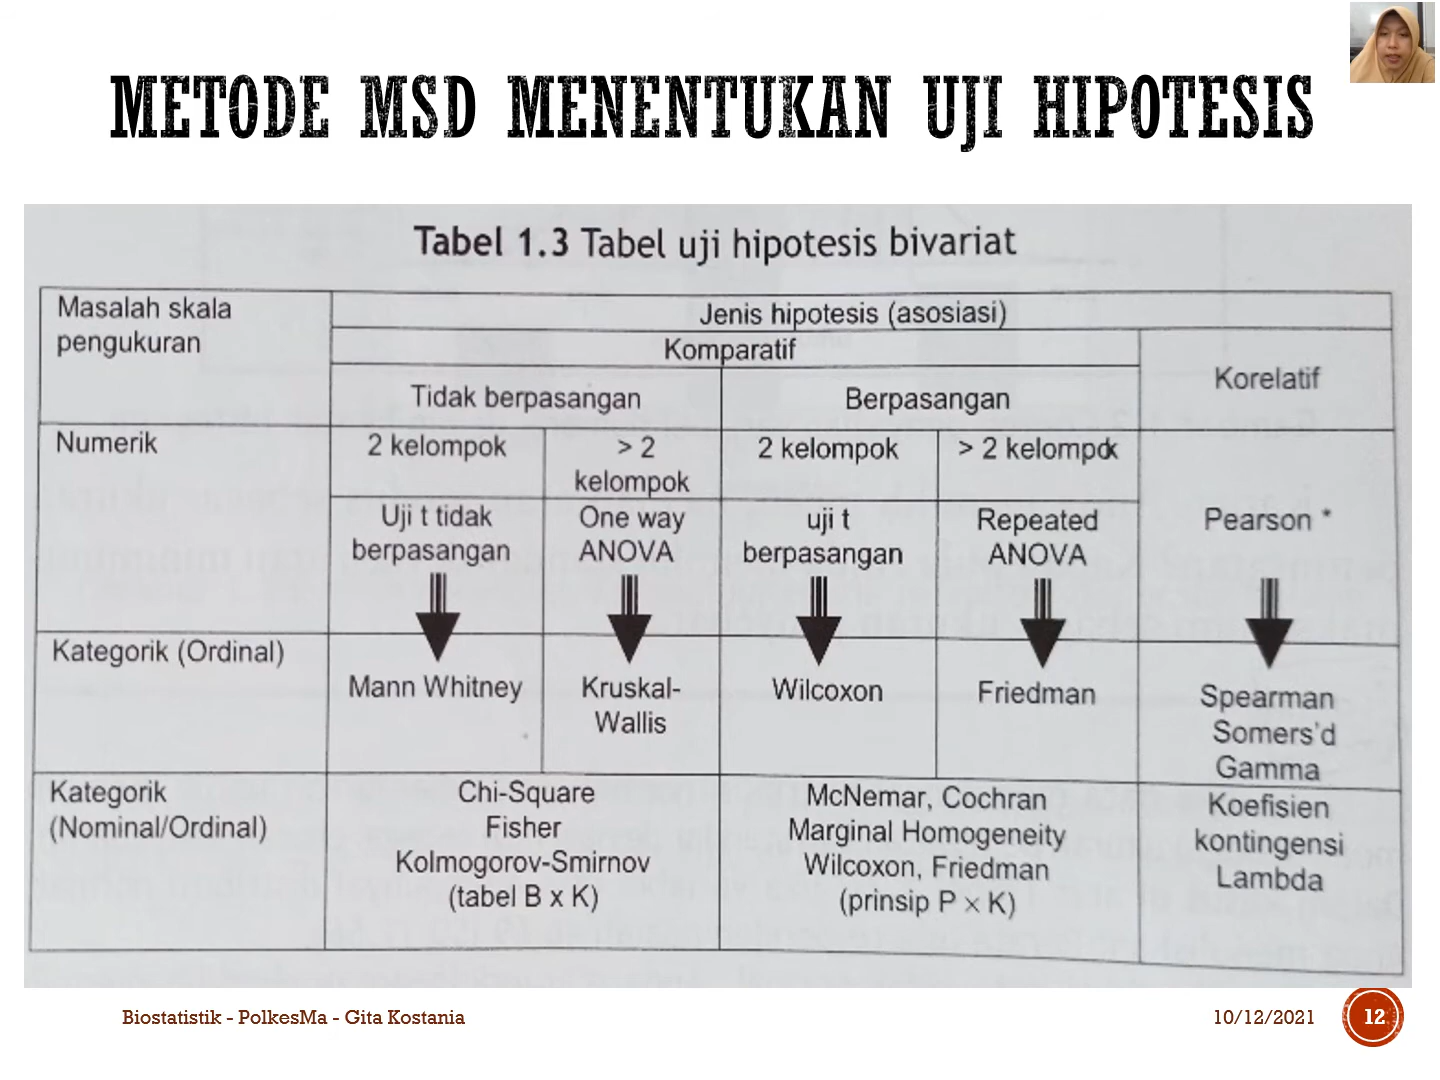 METODE MSD MENENTUKAN UJI HIPOTESIS
Tabel 1.3 Tabel uji hipotesis bivariat
Masalah skala
pengukuran
Jenis hipotesis (asosiasi)
Komparatif
Korelatif
Tidak berpasangan
Berpasangan
Numerik
2 kelompok
> 2
kelompok
2 kelompok
> 2 kelompok
Uji t tidak
berpasangan
One way
ANOVA
uji t
berpasangan
Repeated
ANOVA
Pearson *
Kategorik (Ordinal)
Mann Whitney
Kruskal-
Wallis
Wilcoxon
Friedman
Spearman
Somers'd
Gamma
Kategorik
(Nominal/Ordinal)
Chi-Square
Fisher
Kolmogorov-Smirnov
(tabel B x K)
McNemar, Cochran
Marginal Homogeneity
Wilcoxon, Friedman
(prinsip P × K)
Koefisien
kontingensi
Lambda
Biostatistik - PolkesMa - Gita Kostania
10/12/2021
12